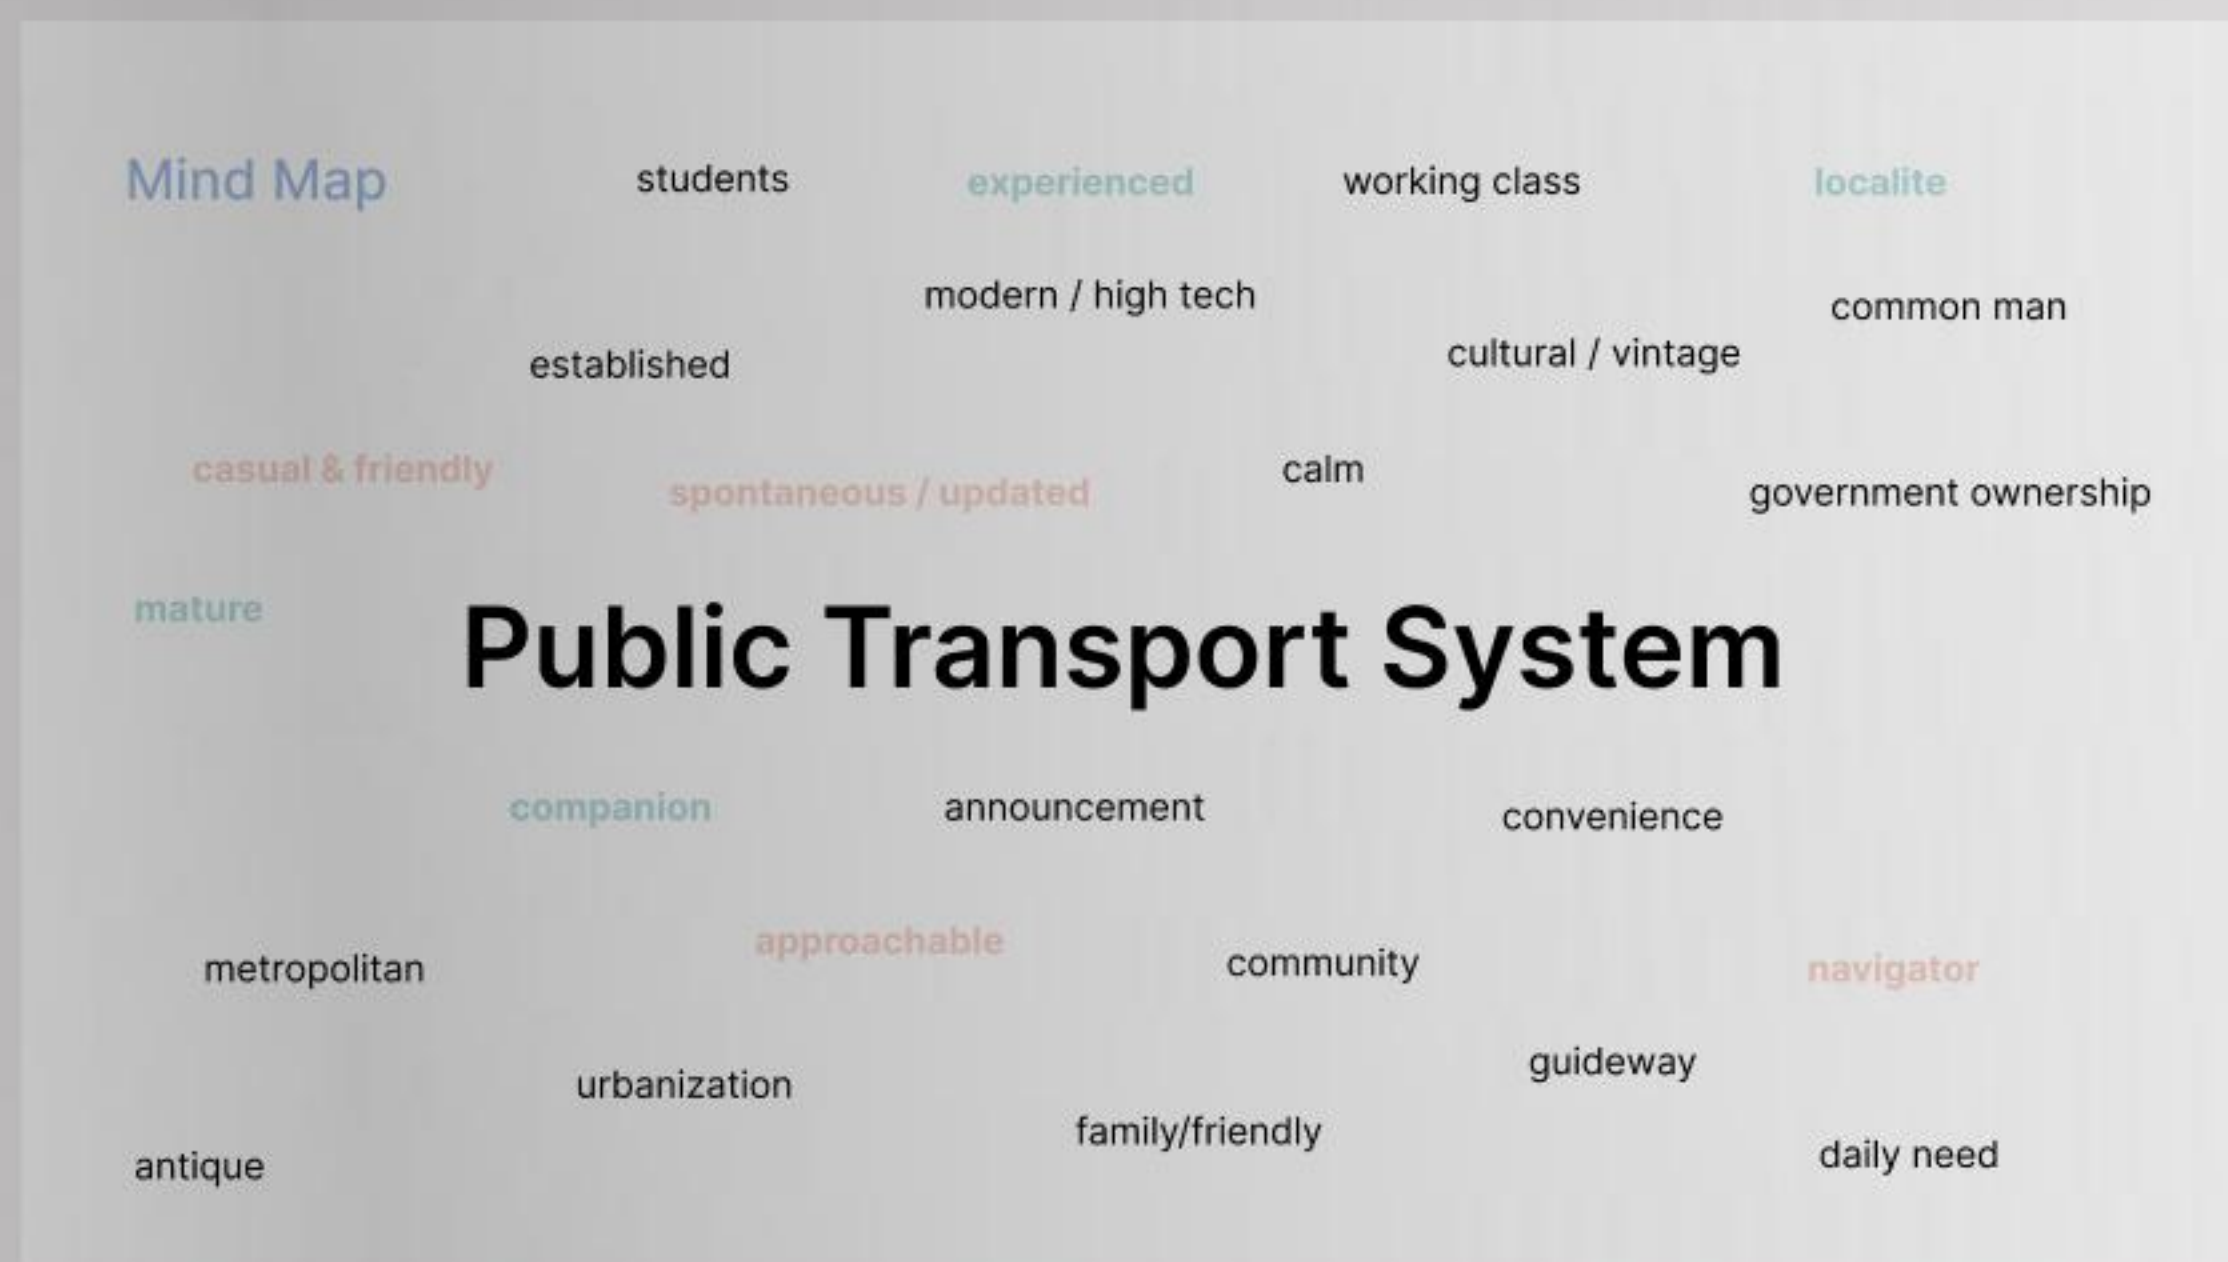 Mind Map
students
experienced
working class
localite
modern / high tech
common man
cultural / vintage
established
casual & friendly
calm
spontaneous / updated
government ownership
mature
Public Transport System
companion
announcement
convenience
approachable
community
metropolitan
navigator
guideway
urbanization
family/friendly
daily need
antique